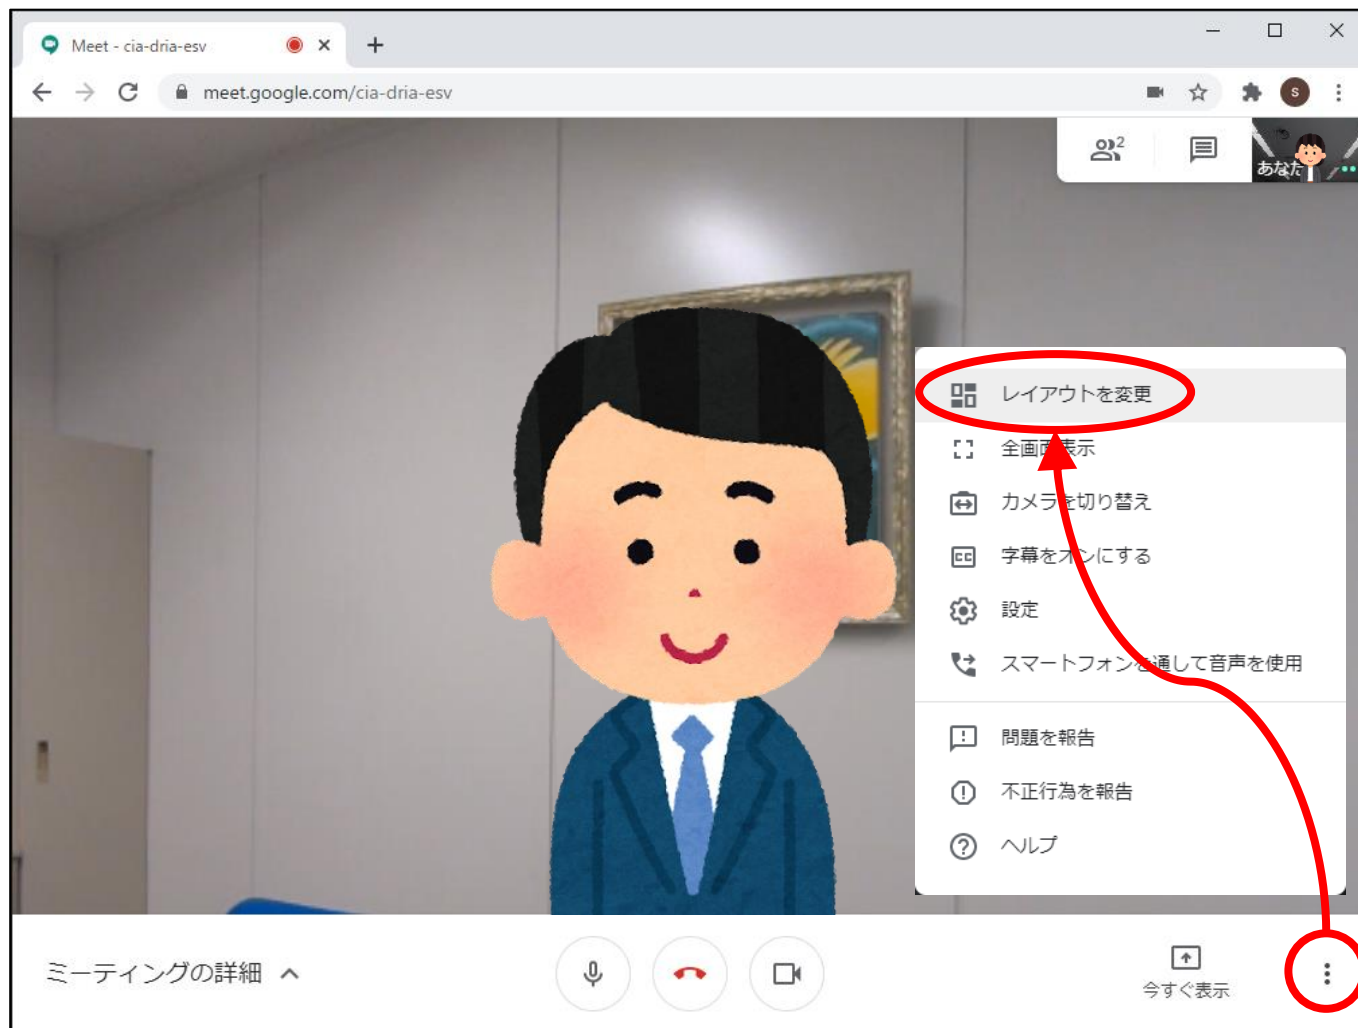 Meet - cia-dria-esv
meet.google.com/cia-dria-esv
S
2
あなた
レイアウトを変更
全画面表示
カメラを切り替え
CC
字幕をオンにする
設定
スマートフォンを通して音声を使用
問題を報告
不正行為を報告
ヘルプ
ミーティングの詳細
今すぐ表示